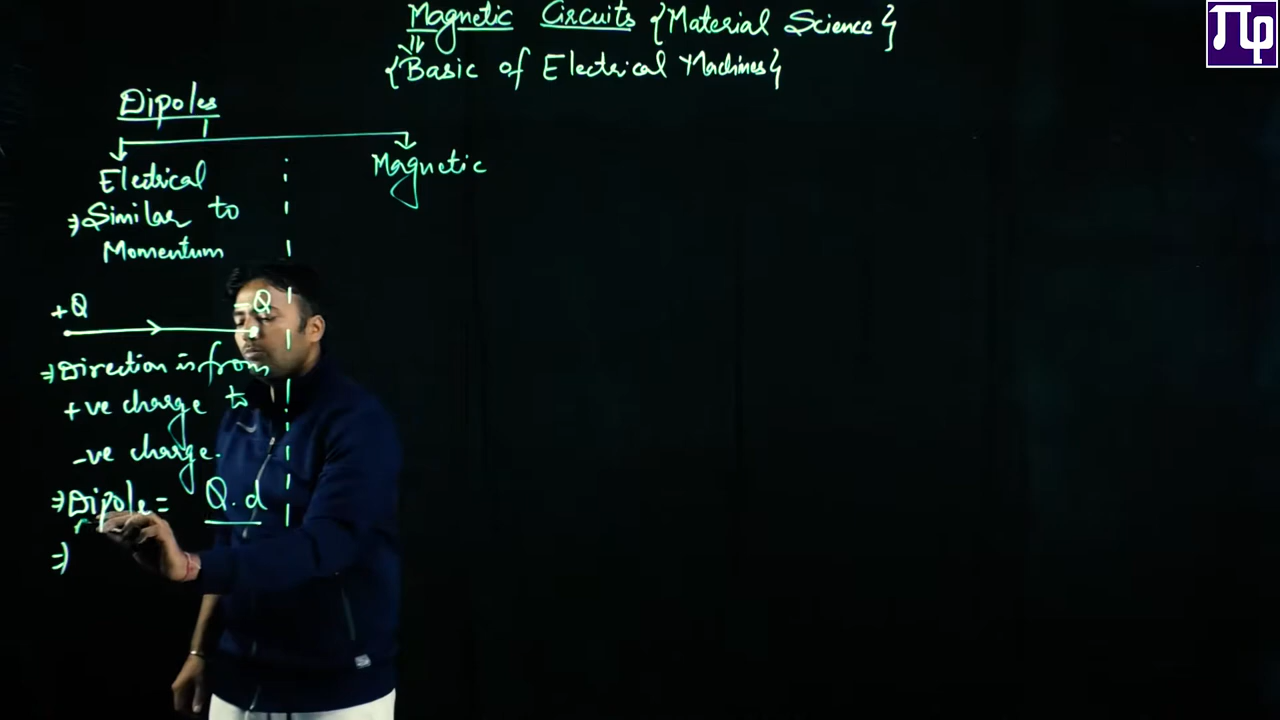 Magnetic Circuits {Material Science}
{Basic of Electrical Machines}
Πφ
Dipoles
Electrical
Magnetic
⇒ Similar to
Momentum
+Q
-Q
⇒ Direction is from
+ve charge to
-ve charge.
⇒ Dipole = Q.d
⇒